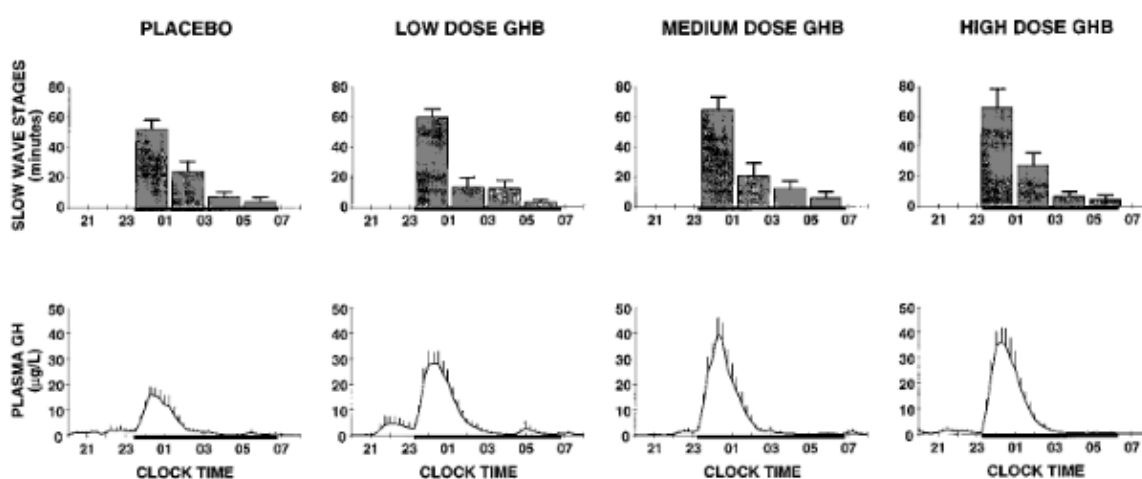 PLACEBO LOW DOSE GHB MEDIUM DOSE GHB HIGH DOSE GHB
SLOW WAVE STAGES
(minutes)
80 80 80 80
60 60 60 60
40 40 40 40
20 20 20 20
0 0 0 0
21 23 01 03 05 07 21 23 01 03 05 07 21 23 01 03 05 07 21 23 01 03 05 07
PLASMA GH
(µg/L)
50 50 50 50
40 40 40 40
30 30 30 30
20 20 20 20
10 10 10 10
0 0 0 0
21 23 01 03 05 07 21 23 01 03 05 07 21 23 01 03 05 07 21 23 01 03 05 07
CLOCK TIME CLOCK TIME CLOCK TIME CLOCK TIME